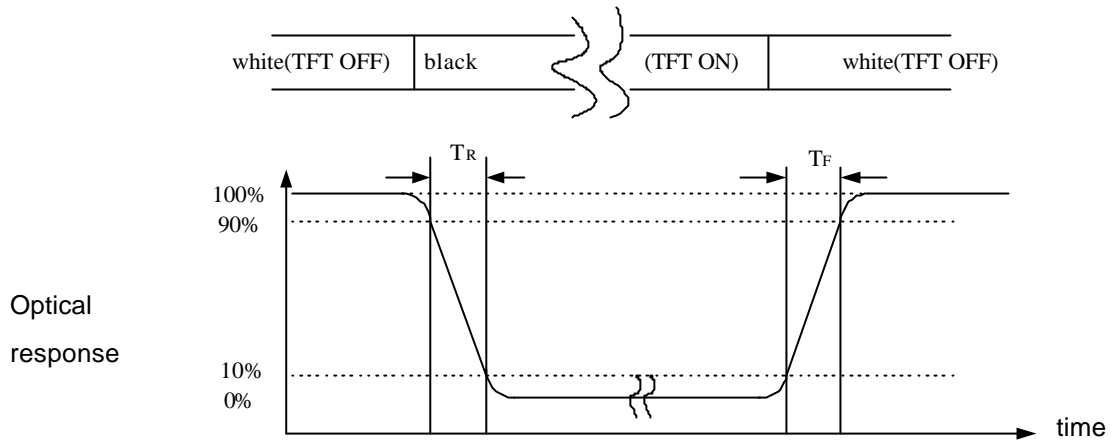 white(TFT OFF) black (TFT ON) white(TFT OFF)
TR TF
100%
90%
Optical
response
10%
0%
time